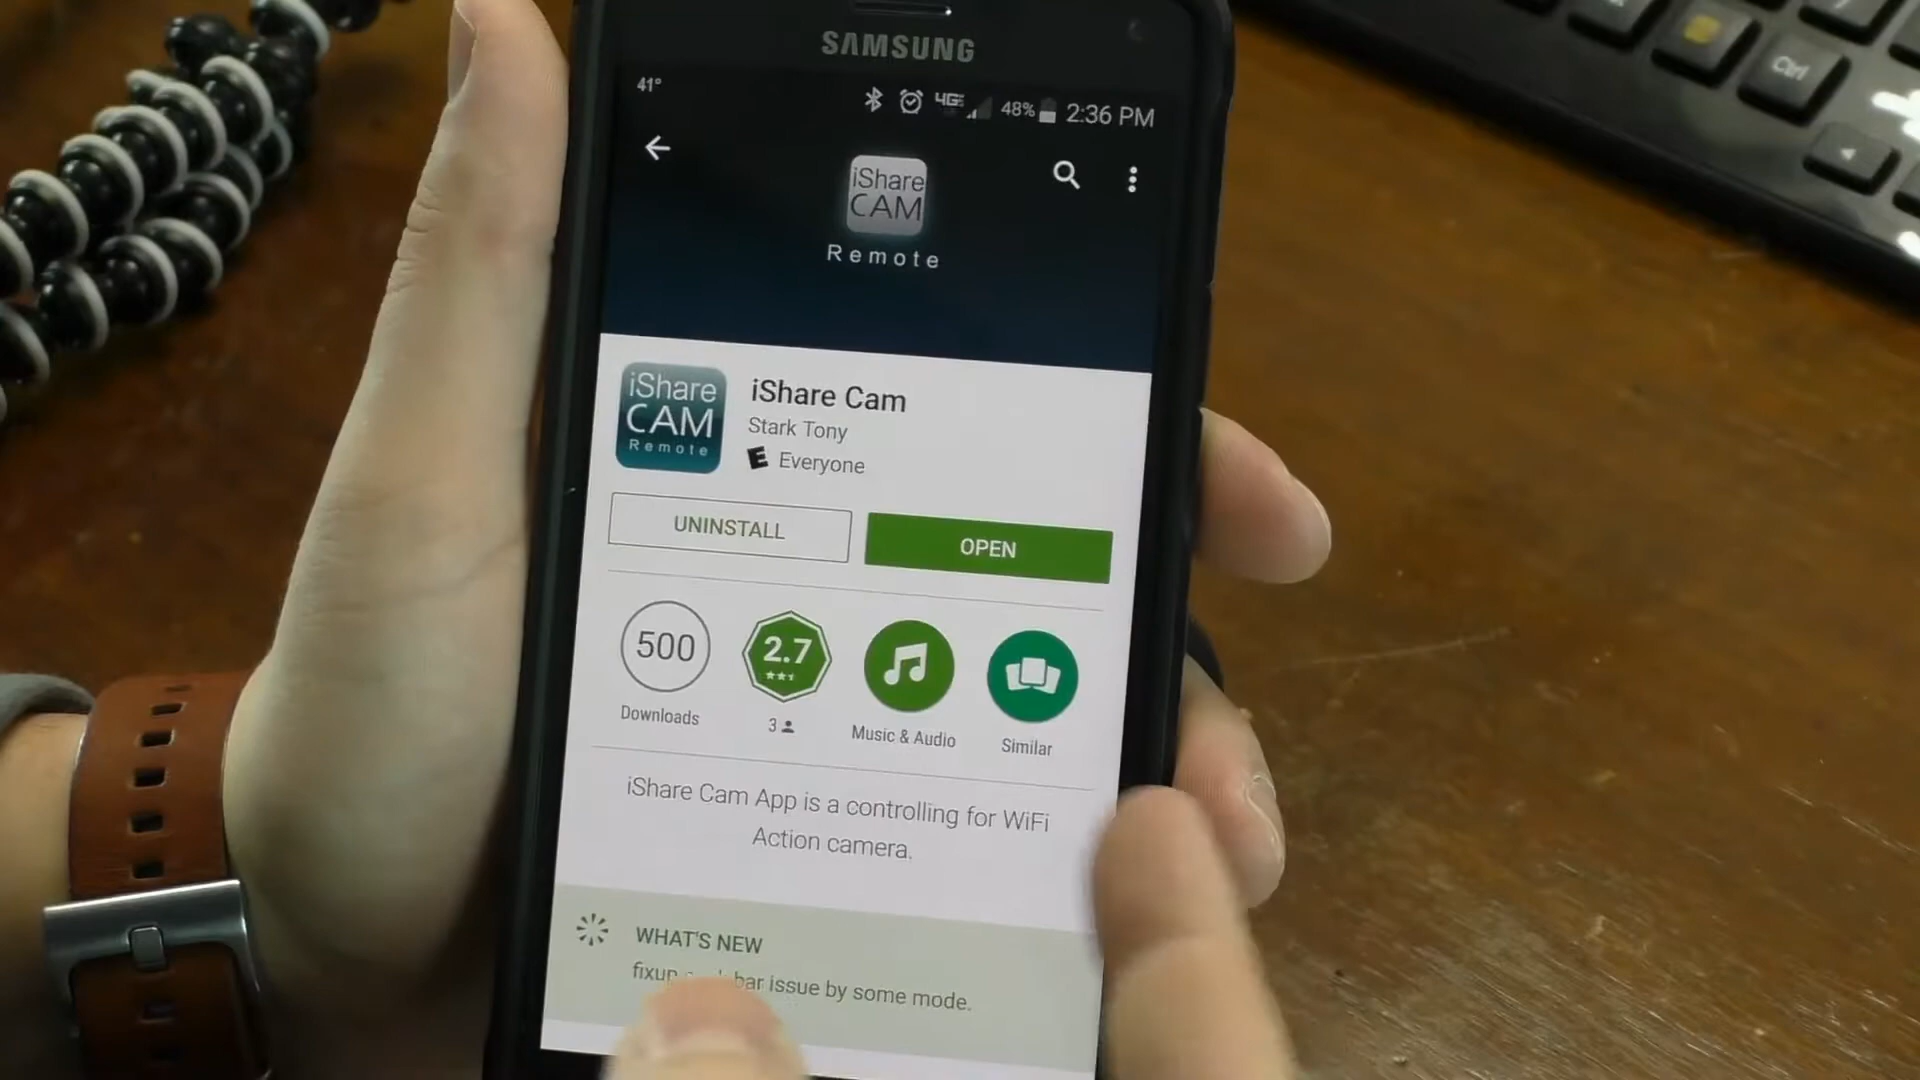 SAMSUNG
41°
4G
48%
2:36 PM
iShare
CAM
Remote
iShare
CAM
Remote
iShare Cam
Stark Tony
E Everyone
UNINSTALL
OPEN
500
2.7
Downloads
3
Music & Audio
Similar
iShare Cam App is a controlling for WiFi
Action camera.
WHAT'S NEW
fixup bar issue by some mode.
Ctrl